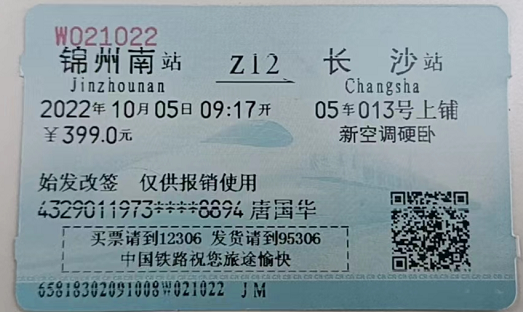 W021022
锦州南站 Z12 长沙站
Jinzhounan Changsha
2022年10月05日09:17开 05车013号上铺
￥399.0元 新空调硬卧
始发改签 仅供报销使用
4329011973****8894唐国华
买票请到12306 发货请到95306
中国铁路祝您旅途愉快
65818302091008W021022 JM